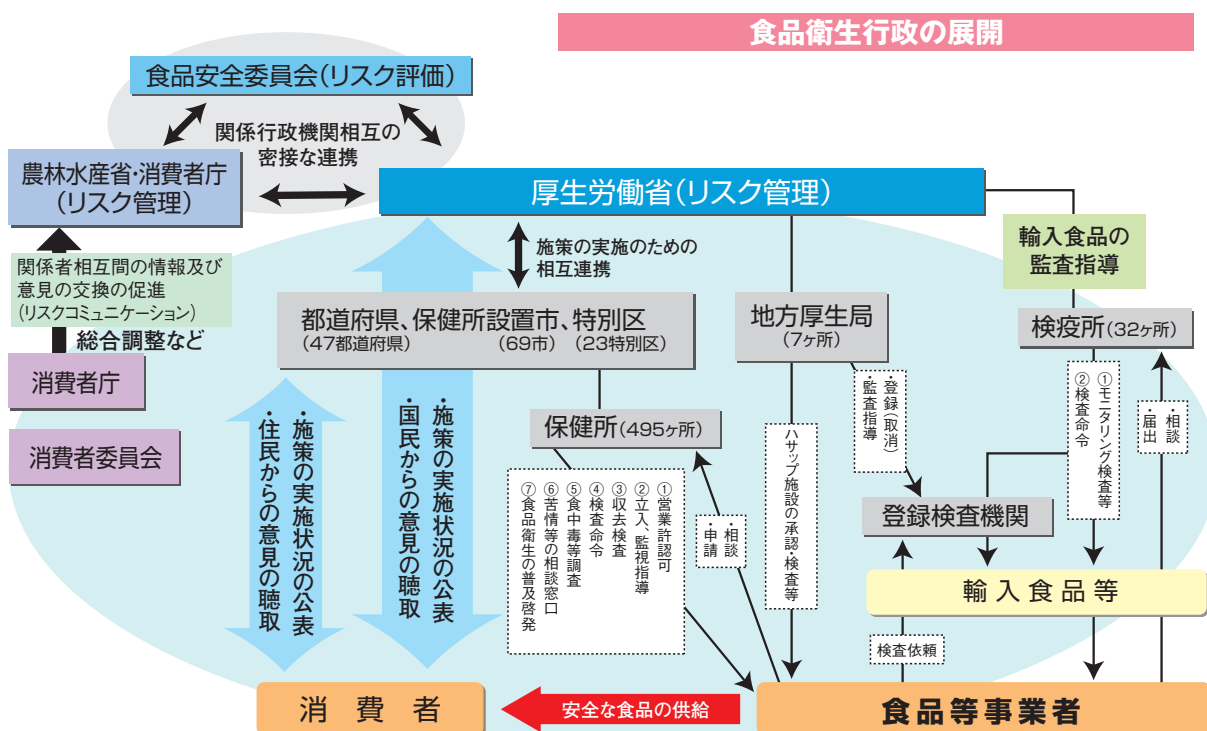 食品衛生行政の展開
食品安全委員会(リスク評価)
関係行政機関相互の
密接な連携
農林水産省・消費者庁
(リスク管理)
厚生労働省(リスク管理)
関係者相互間の情報及び
意見の交換の促進
(リスクコミュニケーション)
総合調整など
消費者庁
消費者委員会
施策の実施のための
相互連携
輸入食品の
監査指導
都道府県、保健所設置市、特別区
(47都道府県) (69市) (23特別区)
地方厚生局
(7ヶ所)
検疫所(32ヶ所)
・施策の実施状況の公表
・住民からの意見の聴取
・施策の実施状況の公表
・国民からの意見の聴取
保健所(495ヶ所)
①営業許認可
②立入、監視指導
③収去検査
④検査命令
⑤食中毒等調査
⑥苦情等の相談窓口
⑦食品衛生の普及啓発
・相談
・申請
ハサップ施設の承認・検査等
・登録(取消)
・監査指導
①モニタリング検査等
②検査命令
・相談
・届出
登録検査機関
輸入食品等
検査依頼
消費者
安全な食品の供給
食品等事業者